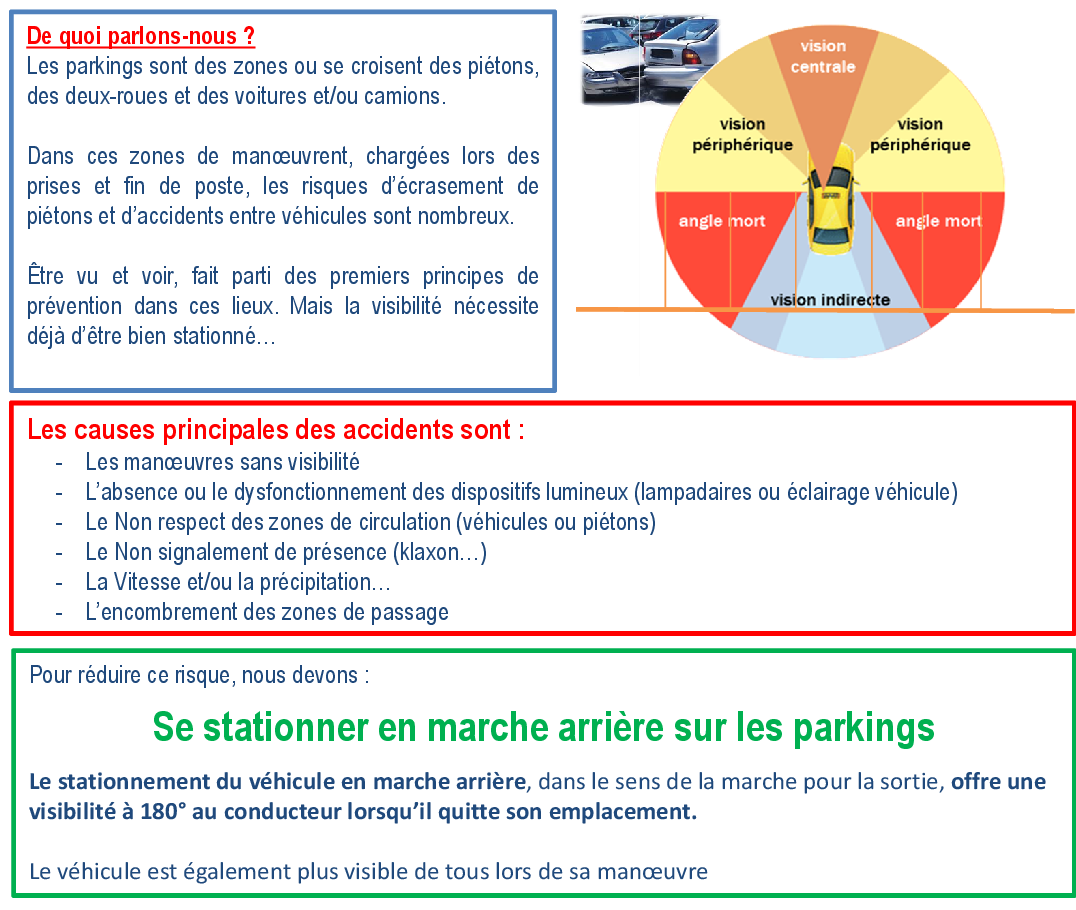 De quoi parlons-nous ?
Les parkings sont des zones ou se croisent des piétons,
des deux-roues et des voitures et/ou camions.
Dans ces zones de manœuvrent, chargées lors des
prises et fin de poste, les risques d’écrasement de
piétons et d’accidents entre véhicules sont nombreux.
Être vu et voir, fait parti des premiers principes de
prévention dans ces lieux. Mais la visibilité nécessite
déjà d’être bien stationné…
vision
centrale
vision
périphérique
vision
périphérique
angle mort
angle mort
vision indirecte
Les causes principales des accidents sont :
- Les manœuvres sans visibilité
- L’absence ou le dysfonctionnement des dispositifs lumineux (lampadaires ou éclairage véhicule)
- Le Non respect des zones de circulation (véhicules ou piétons)
- Le Non signalement de présence (klaxon…)
- La Vitesse et/ou la précipitation…
- L’encombrement des zones de passage
Pour réduire ce risque, nous devons :
Se stationner en marche arrière sur les parkings
Le stationnement du véhicule en marche arrière, dans le sens de la marche pour la sortie, offre une
visibilité à 180° au conducteur lorsqu’il quitte son emplacement.
Le véhicule est également plus visible de tous lors de sa manœuvre